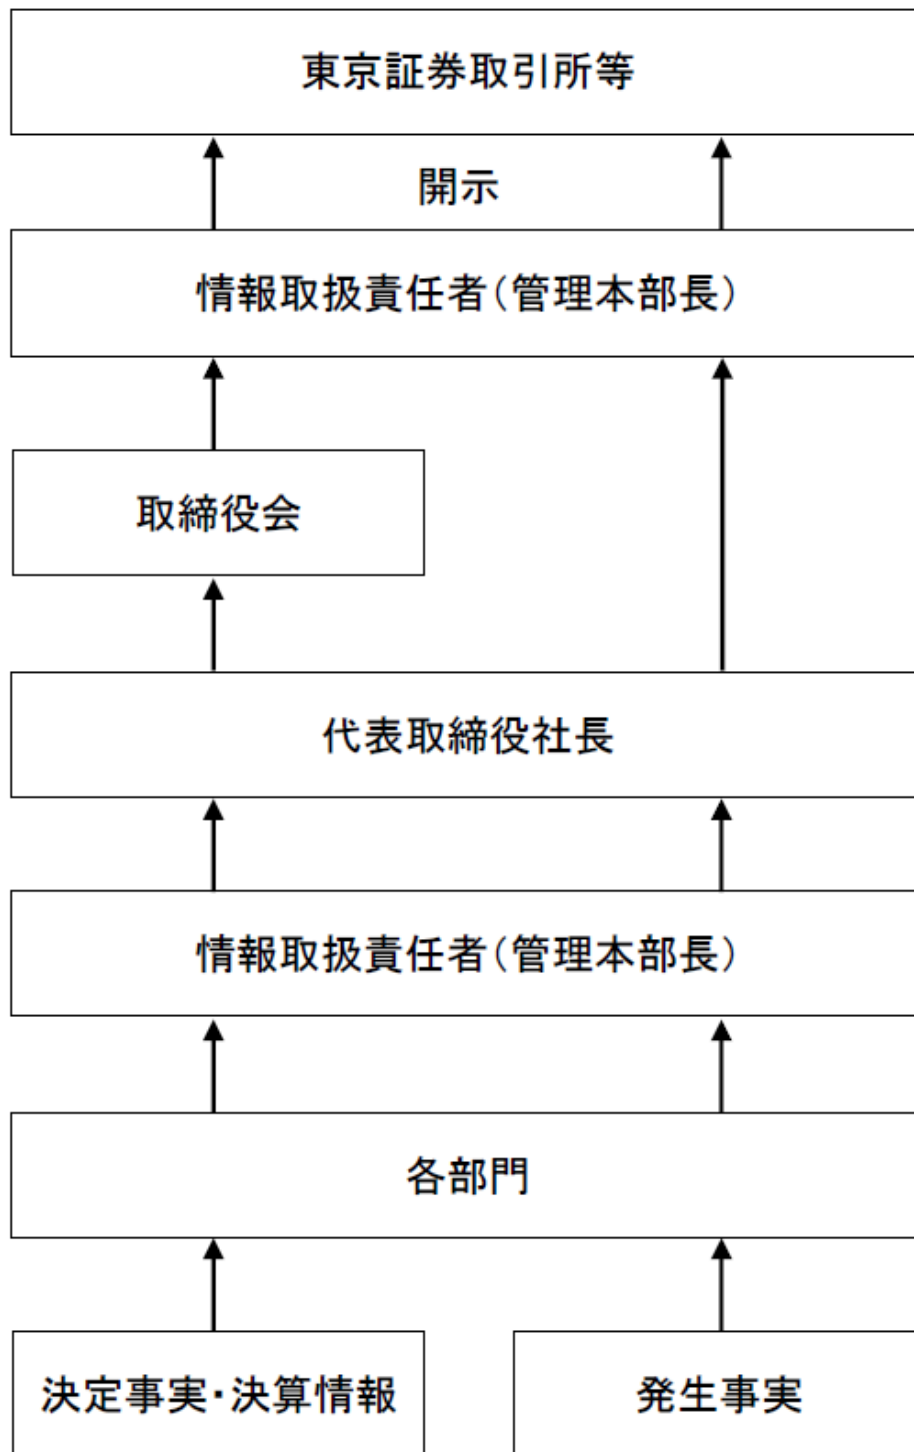 東京証券取引所等
開示
情報取扱責任者(管理本部長)
取締役会
代表取締役社長
情報取扱責任者(管理本部長)
各部門
決定事実・決算情報
発生事実